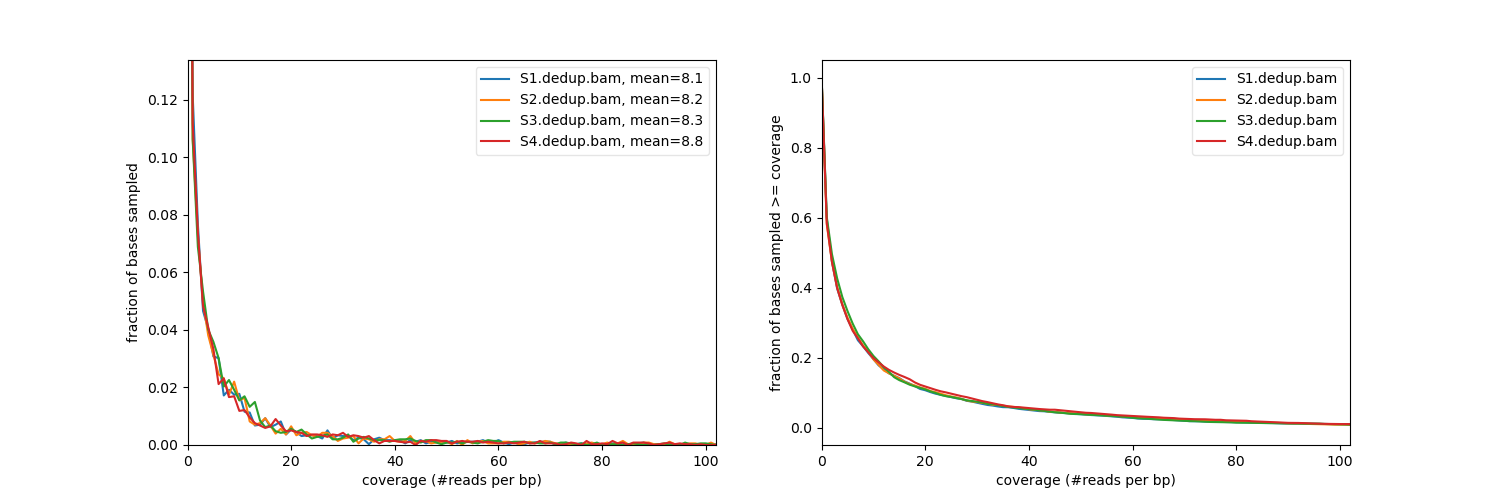 S1.dedup.bam, mean=8.1
S2.dedup.bam, mean=8.2
S3.dedup.bam, mean=8.3
S4.dedup.bam, mean=8.8
0.12
0.10
0.08
0.06
0.04
0.02
0.00
fraction of bases sampled
0 20 40 60 80 100
coverage (#reads per bp)
S1.dedup.bam
S2.dedup.bam
S3.dedup.bam
S4.dedup.bam
1.0
0.8
0.6
0.4
0.2
0.0
fraction of bases sampled >= coverage
0 20 40 60 80 100
coverage (#reads per bp)